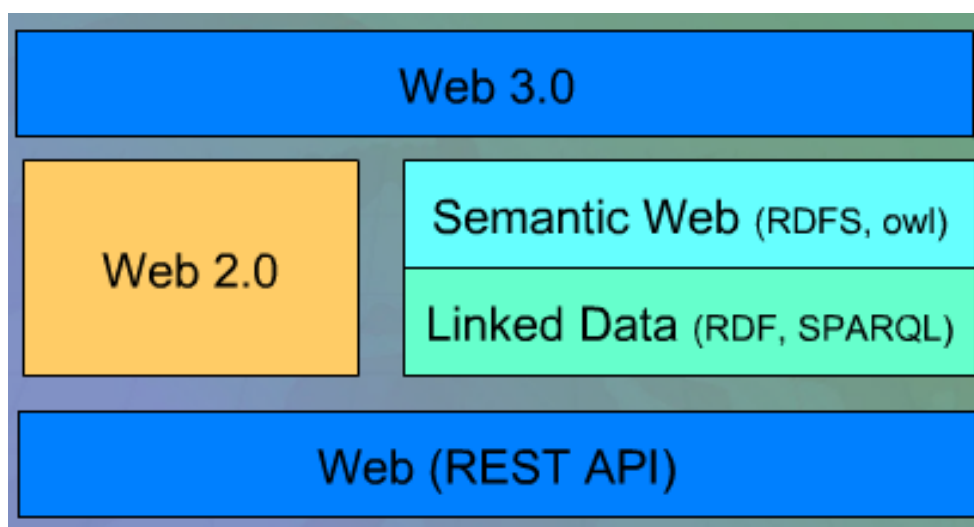 Web 3.0
Web 2.0
Semantic Web (RDFS, owl)
Linked Data (RDF, SPARQL)
Web (REST API)